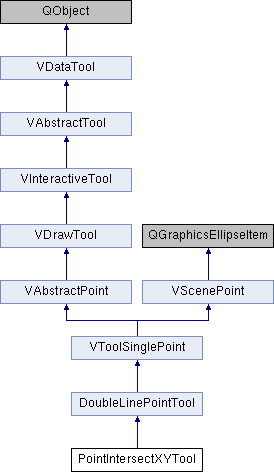 QObject
VDataTool
VAbstractTool
VInteractiveTool
VDrawTool
QGraphicsEllipseItem
VAbstractPoint
VScenePoint
VToolSinglePoint
DoubleLinePointTool
PointIntersectXYTool